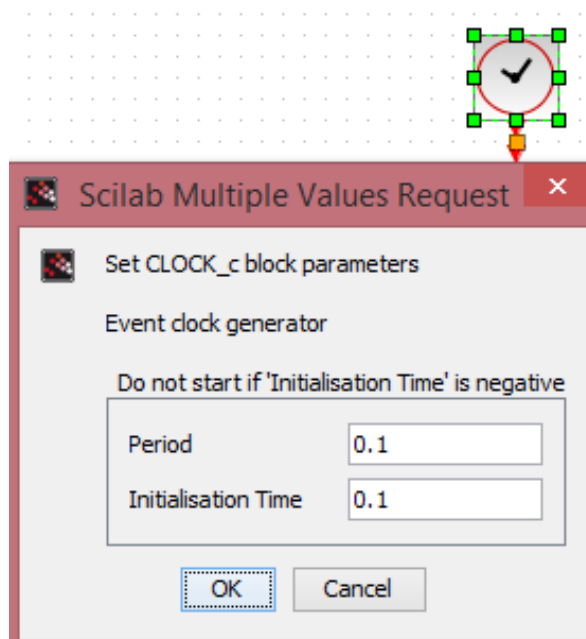 Scilab Multiple Values Request
Set CLOCK_c block parameters
Event clock generator
Do not start if 'Initialisation Time' is negative
Period 0.1
Initialisation Time 0.1
OK Cancel